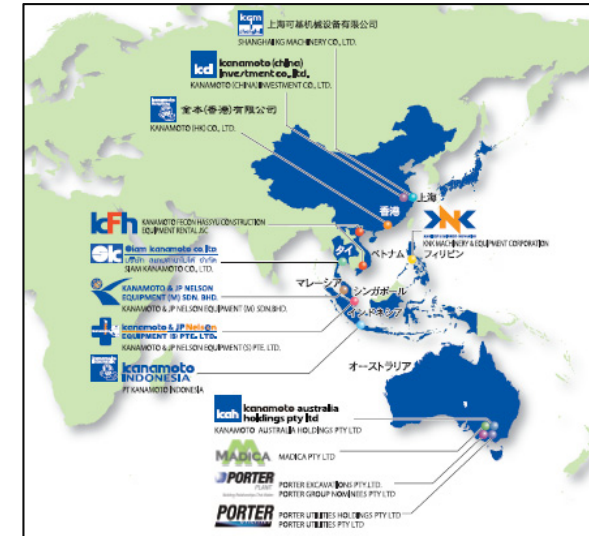 kgm
上海可基机械设备有限公司
SHANGHAI KG MACHINERY CO., LTD.
kcl
kanamoto (china)
investment co., ltd.
KANAMOTO (CHINA) INVESTMENT CO., LTD.
金本(香港)有限公司
KANAMOTO (HK) CO., LTD.
上海
香港
kFh
KANAMOTO FECON HASSYU CONSTRUCTION
EQUIPMENT RENTAL JSC
KNK
KNK MACHINERY & EQUIPMENT CORPORATION
フィリピン
タイ
ベトナム
sk
Siam kanamoto co.,ltd
SIAM KANAMOTO CO., LTD.
マレーシア
シンガポール
KANAMOTO & JP NELSON
EQUIPMENT (M) SDN. BHD.
KANAMOTO & JP NELSON EQUIPMENT (M) SDN.BHD.
インドネシア
kanamoto & JP Nelson
EQUIPMENT (S) PTE. LTD.
KANAMOTO & JP NELSON EQUIPMENT (S) PTE. LTD.
kanamoto
INDONESIA
PT KANAMOTO INDONESIA
オーストラリア
kah
kanamoto australia
holdings pty ltd
KANAMOTO AUSTRALIA HOLDINGS PTY LTD
MADICA
MADICA PTY LTD
PORTER
PLANT
PORTER EXCAVATIONS PTY.LTD.
PORTER GROUP NOMINEES PTY LTD
PORTER
PORTER UTILITIES HOLDINGS PTY LTD
PORTER UTILITIES PTY LTD